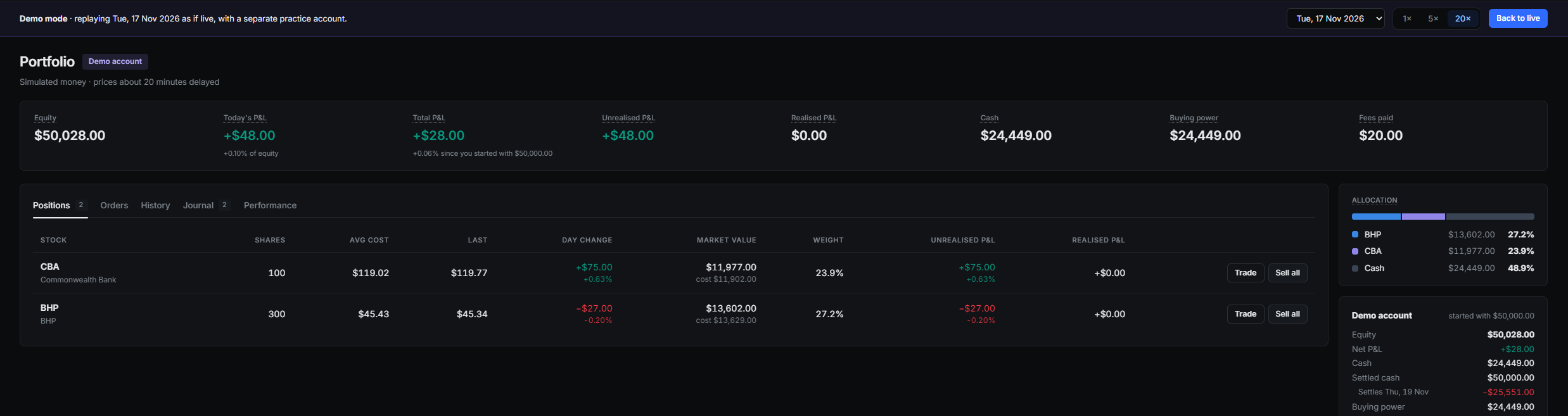 Demo mode · replaying Tue, 17 Nov 2026 as if live, with a separate practice account.
Tue, 17 Nov 2026
1×
5×
20×
Back to live
Portfolio
Demo account
Simulated money · prices about 20 minutes delayed
Equity
$50,028.00
Today's P&L
+$48.00
+0.10% of equity
Total P&L
+$28.00
+0.06% since you started with $50,000.00
Unrealised P&L
+$48.00
Realised P&L
$0.00
Cash
$24,449.00
Buying power
$24,449.00
Fees paid
$20.00
Positions 2
Orders
History
Journal 2
Performance
STOCK SHARES AVG COST LAST DAY CHANGE MARKET VALUE WEIGHT UNREALISED P&L REALISED P&L
CBA 100 $119.02 $119.77 +$75.00 $11,977.00 23.9% +$75.00 +$0.00 Trade Sell all
Commonwealth Bank +0.63% cost $11,902.00 +0.63%
BHP 300 $45.43 $45.34 −$27.00 $13,602.00 27.2% −$27.00 +$0.00 Trade Sell all
BHP −0.20% cost $13,629.00 −0.20%
ALLOCATION
BHP $13,602.00 27.2%
CBA $11,977.00 23.9%
Cash $24,449.00 48.9%
Demo account started with $50,000.00
Equity $50,028.00
Net P&L +$28.00
Cash $24,449.00
Settled cash $50,000.00
Settles Thu, 19 Nov −$25,551.00
Buying power $24,449.00